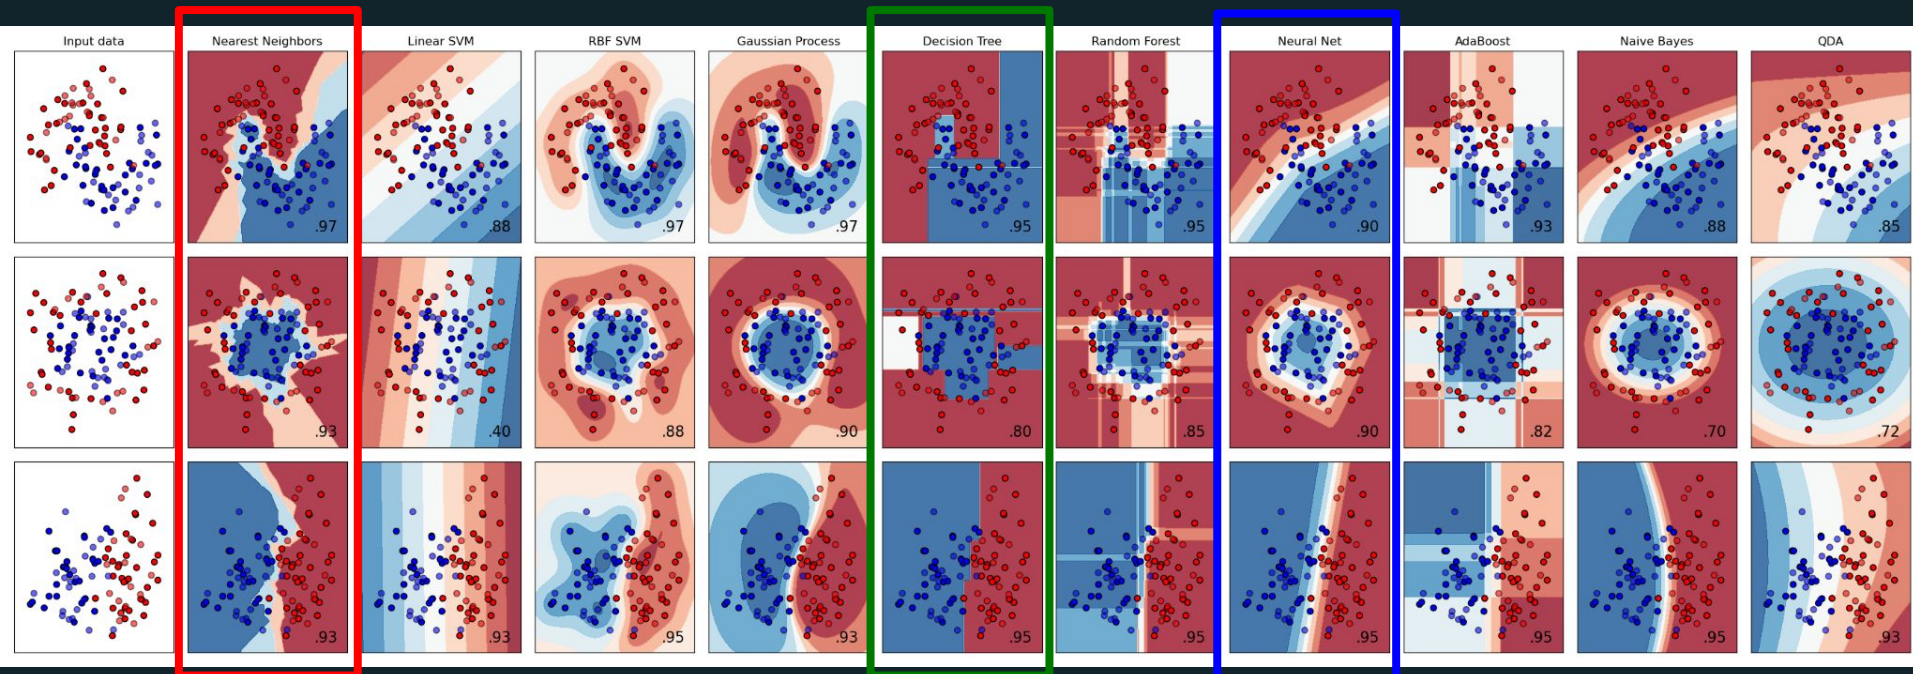 Input data Nearest Neighbors Linear SVM RBF SVM Gaussian Process Decision Tree Random Forest Neural Net AdaBoost Naive Bayes QDA
.97 .88 .97 .97 .95 .95 .90 .93 .88 .85
.93 .40 .88 .90 .80 .85 .90 .82 .70 .72
.93 .93 .95 .93 .95 .95 .95 .95 .95 .93